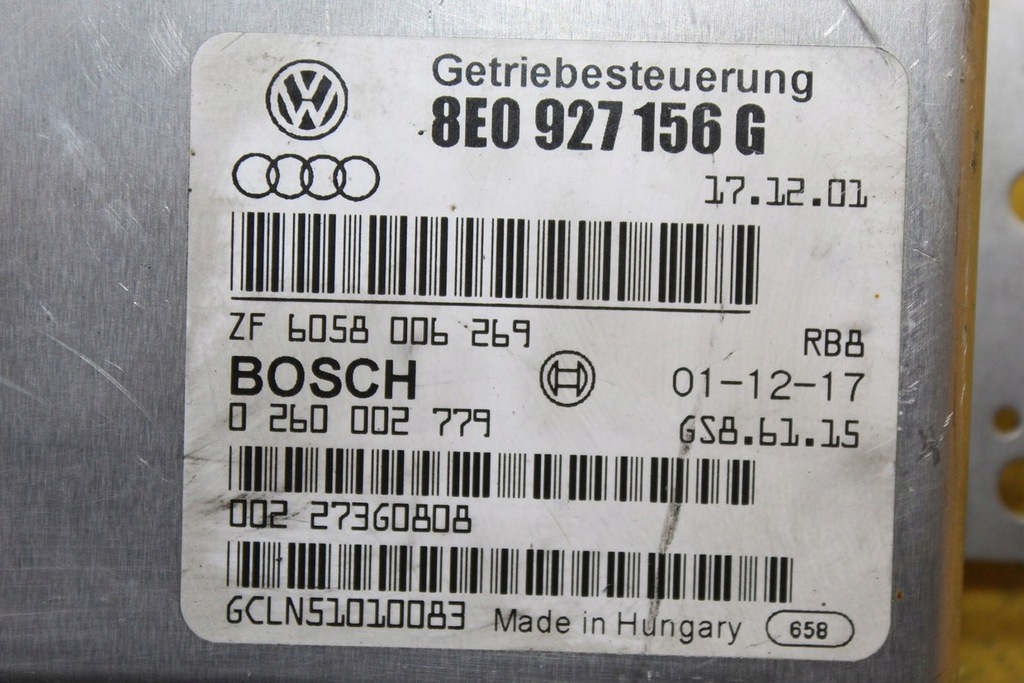 Getriebesteuerung
8E0 927 156 G
17.12.01
ZF 6058 006 269
RB8
BOSCH
01-12-17
0 260 002 779
GS8.61.15
002 27360808
GCLN51010083
Made in Hungary
658